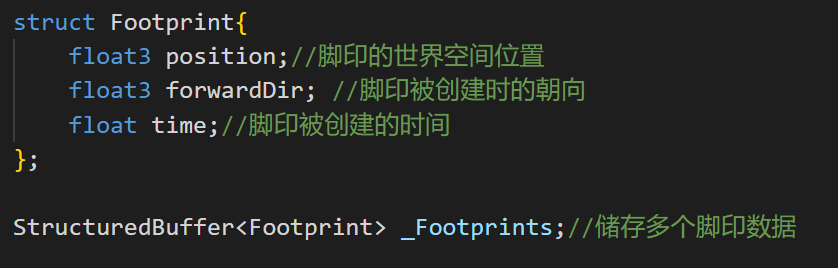 struct Footprint{
    float3 position;//脚印的世界空间位置
    float3 forwardDir; //脚印被创建时的朝向
    float time;//脚印被创建的时间
};
StructuredBuffer<Footprint> _Footprints;//储存多个脚印数据